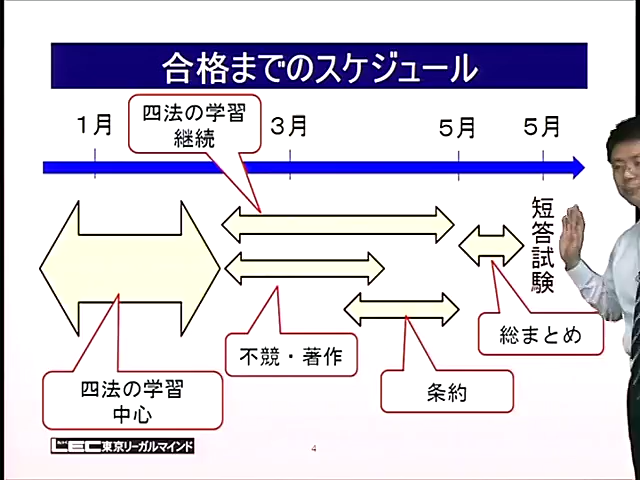 合格までのスケジュール
四法の学習
継続
1月
3月
5月
5月
短答試験
総まとめ
不競・著作
条約
四法の学習
中心
LEC東京リーガルマインド
4